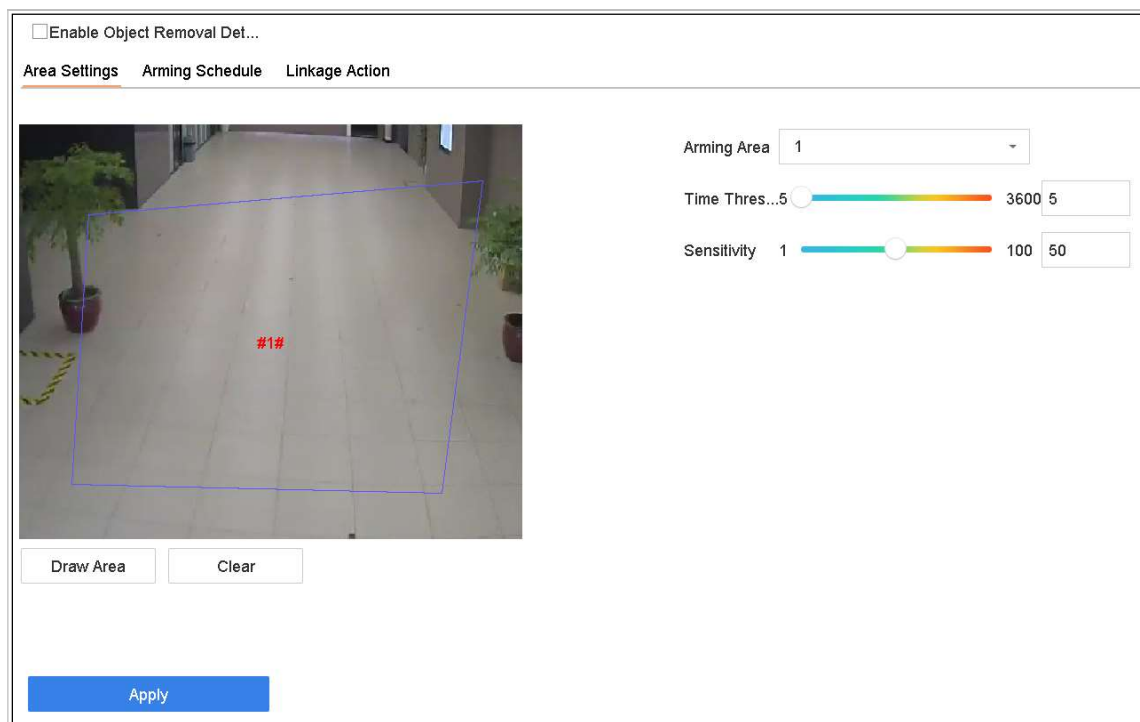 Enable Object Removal Det...
Area Settings Arming Schedule Linkage Action
Arming Area 1
Time Thres...5 3600 5
Sensitivity 1 100 50
#1#
Draw Area Clear
Apply